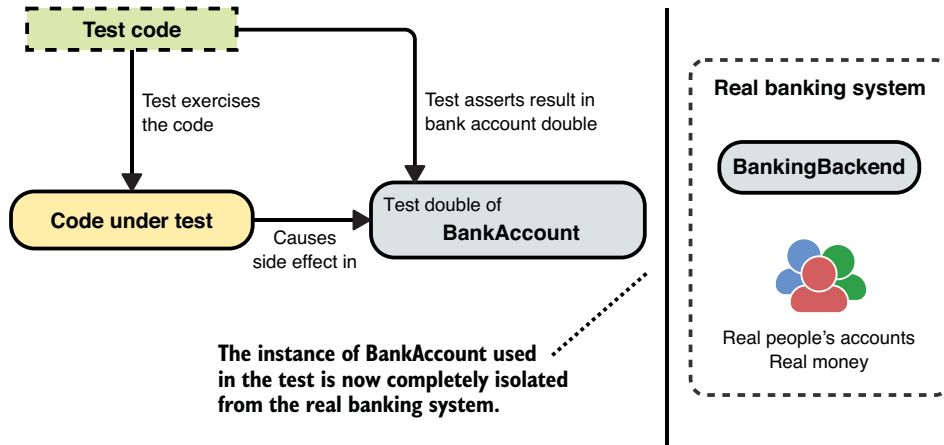 Test code
Test exercises
the code
Test asserts result in
bank account double
Code under test
Causes
side effect in
Test double of
BankAccount
The instance of BankAccount used
in the test is now completely isolated
from the real banking system.
Real banking system
BankingBackend
Real people’s accounts
Real money